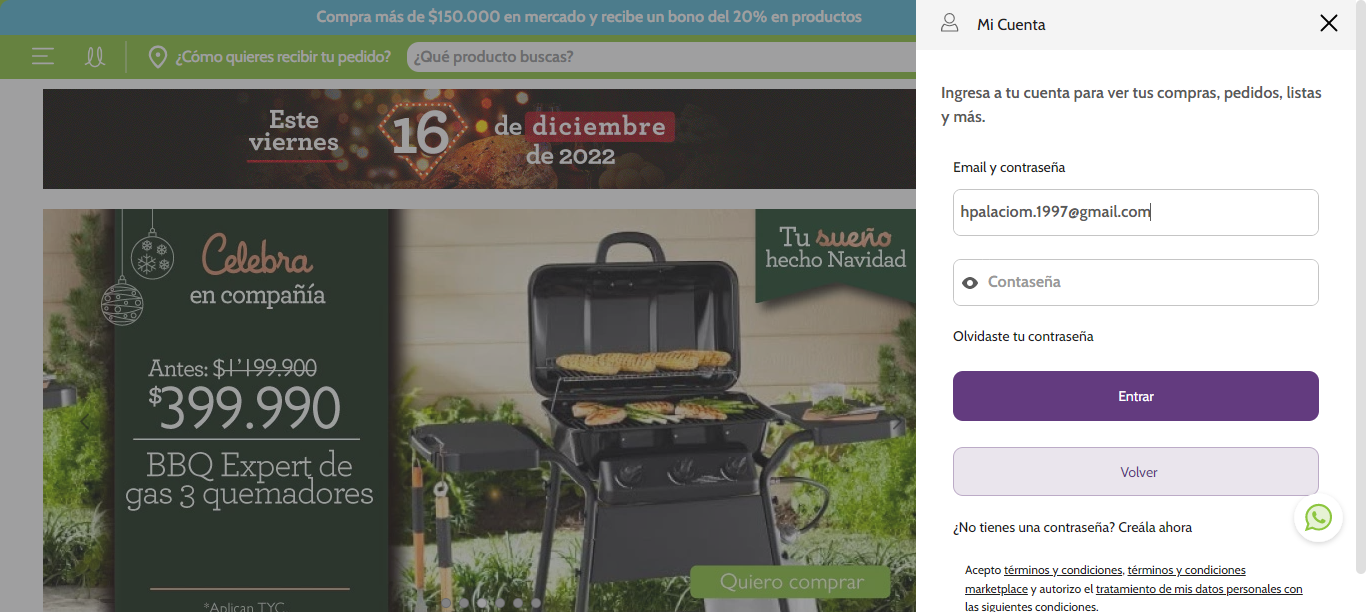 Compra más de $150.000 en mercado y recibe un bono del 20% en productos
¿Cómo quieres recibir tu pedido?
¿Qué producto buscas?
Este
viernes
16
de diciembre
de 2022
Celebra
en compañía
Antes: $1'199.900
$399.990
BBQ Expert de
gas 3 quemadores
*Aplican TYC
Tu sueño
hecho Navidad
Quiero comprar
Mi Cuenta
Ingresa a tu cuenta para ver tus compras, pedidos, listas
y más.
Email y contraseña
hpalaciom.1997@gmail.com
Contaseña
Olvidaste tu contraseña
Entrar
Volver
¿No tienes una contraseña? Creála ahora
Acepto términos y condiciones, términos y condiciones
marketplace y autorizo el tratamiento de mis datos personales con
las siguientes condiciones.